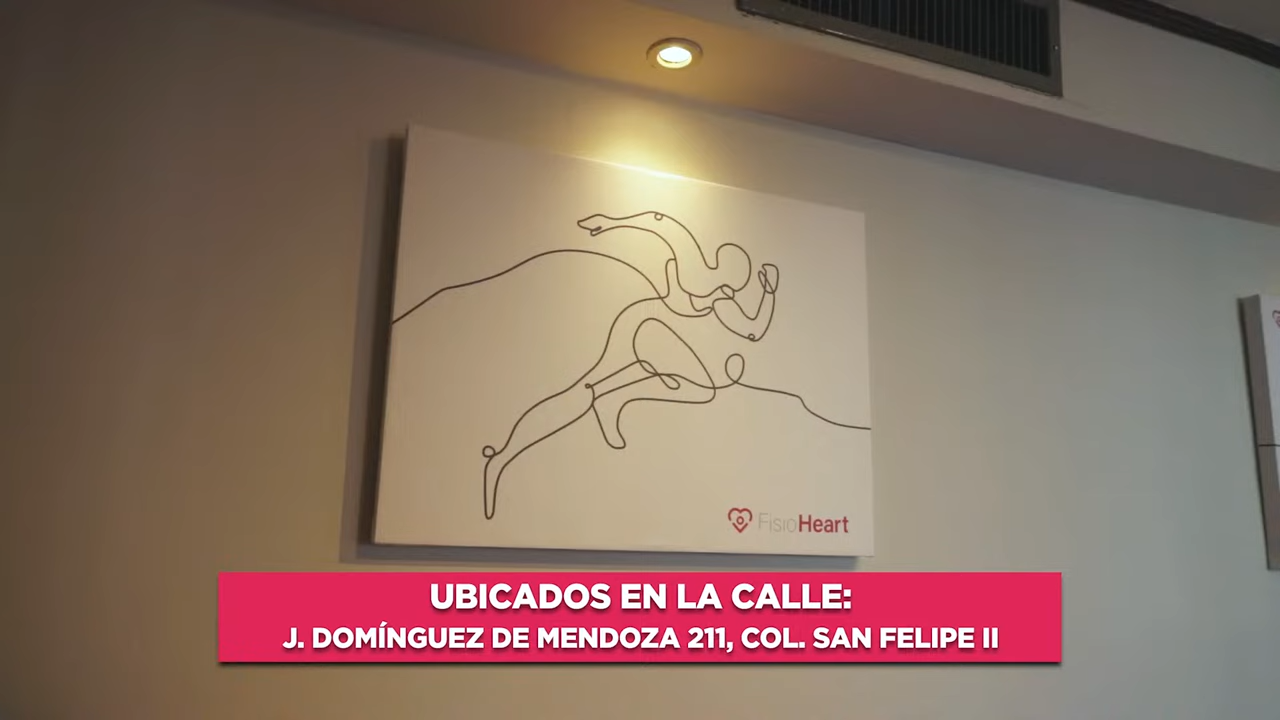 FisioHeart
UBICADOS EN LA CALLE:
J. DOMÍNGUEZ DE MENDOZA 211, COL. SAN FELIPE II